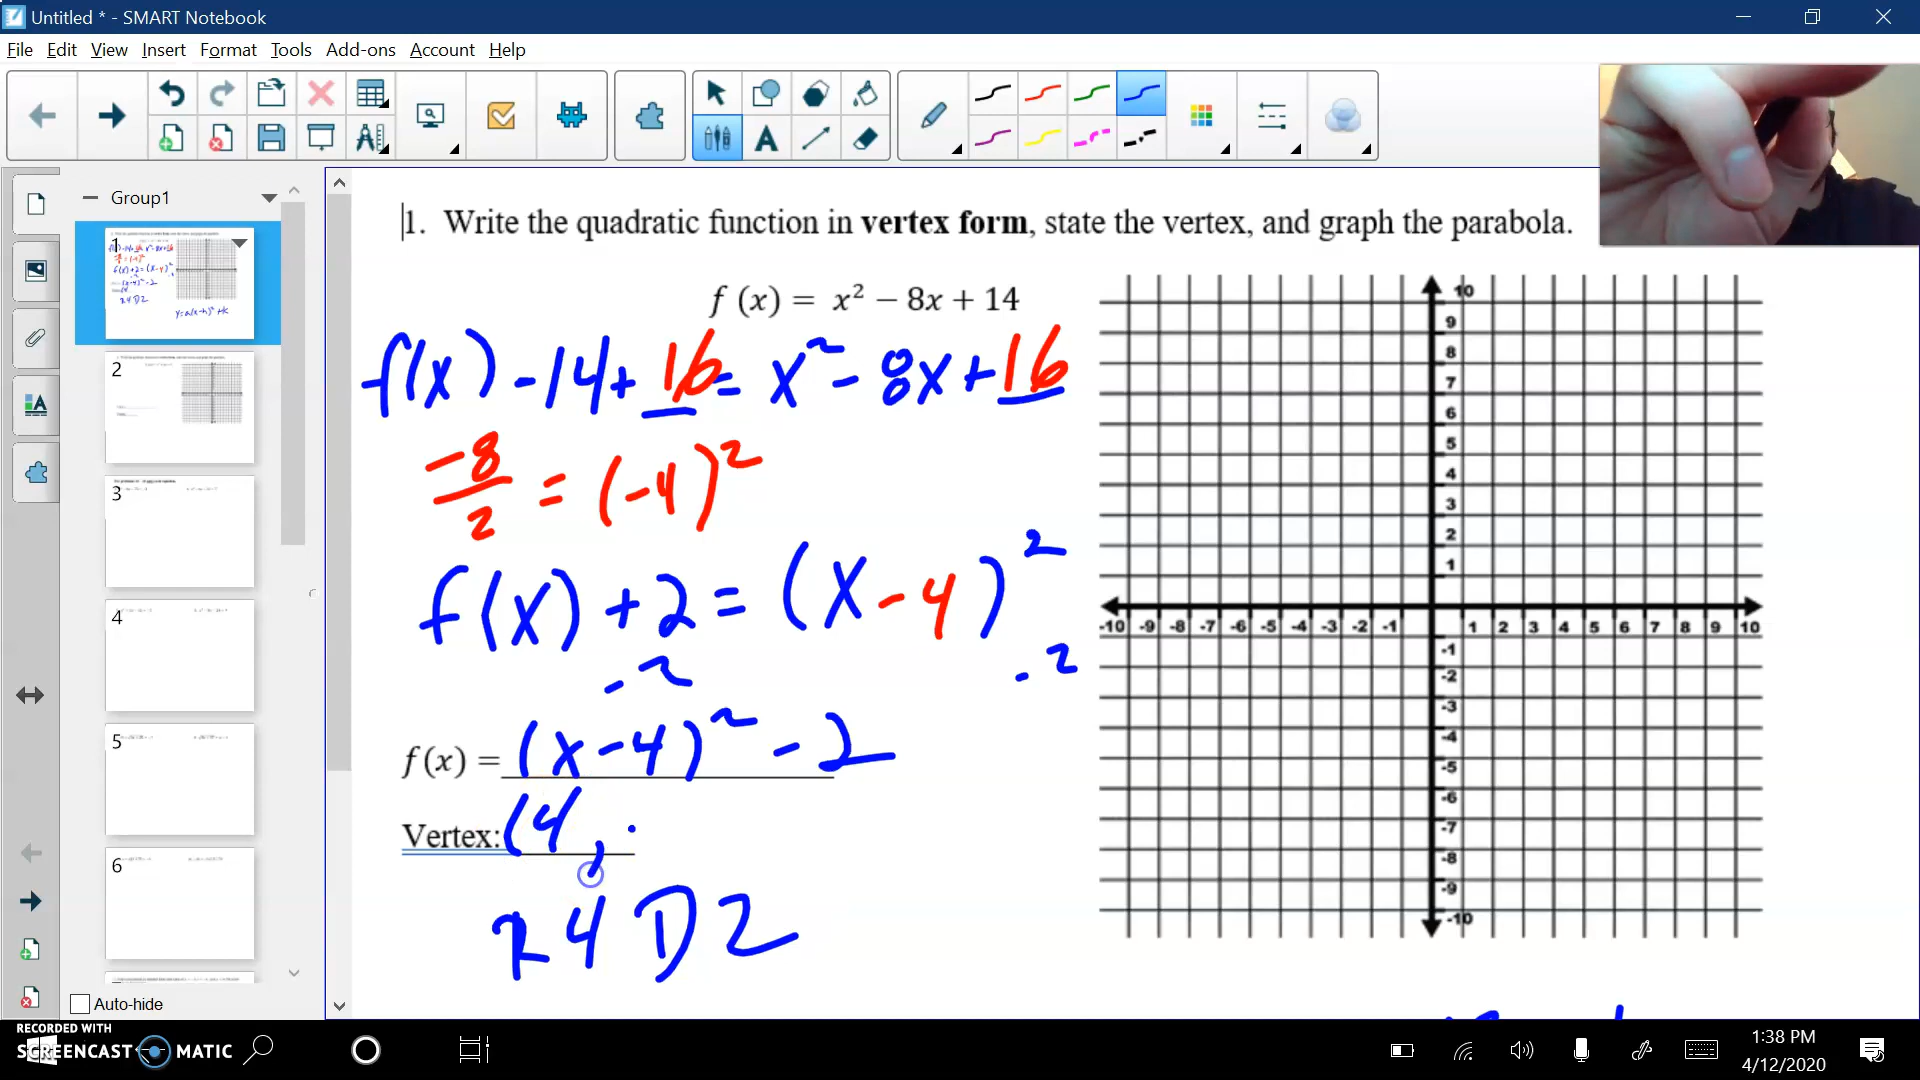 Untitled * - SMART Notebook
File Edit View Insert Format Tools Add-ons Account Help
Group1
1
2
3
4
5
6
Auto-hide
1. Write the quadratic function in vertex form, state the vertex, and graph the parabola.
f (x) = x² − 8x + 14
f(x) - 14 + 16 = x² - 8x + 16
-8/2 = (-4)²
f(x) + 2 = (x - 4)²
- 2 - 2
f(x) = (x - 4)² - 2
Vertex: (4,
R4 D2
10
9
8
7
6
5
4
3
2
1
-10 -9 -8 -7 -6 -5 -4 -3 -2 -1 1 2 3 4 5 6 7 8 9 10
-1
-2
-3
-4
-5
-6
-7
-8
-9
-10
RECORDED WITH
SCREENCAST MATIC
1:38 PM
4/12/2020